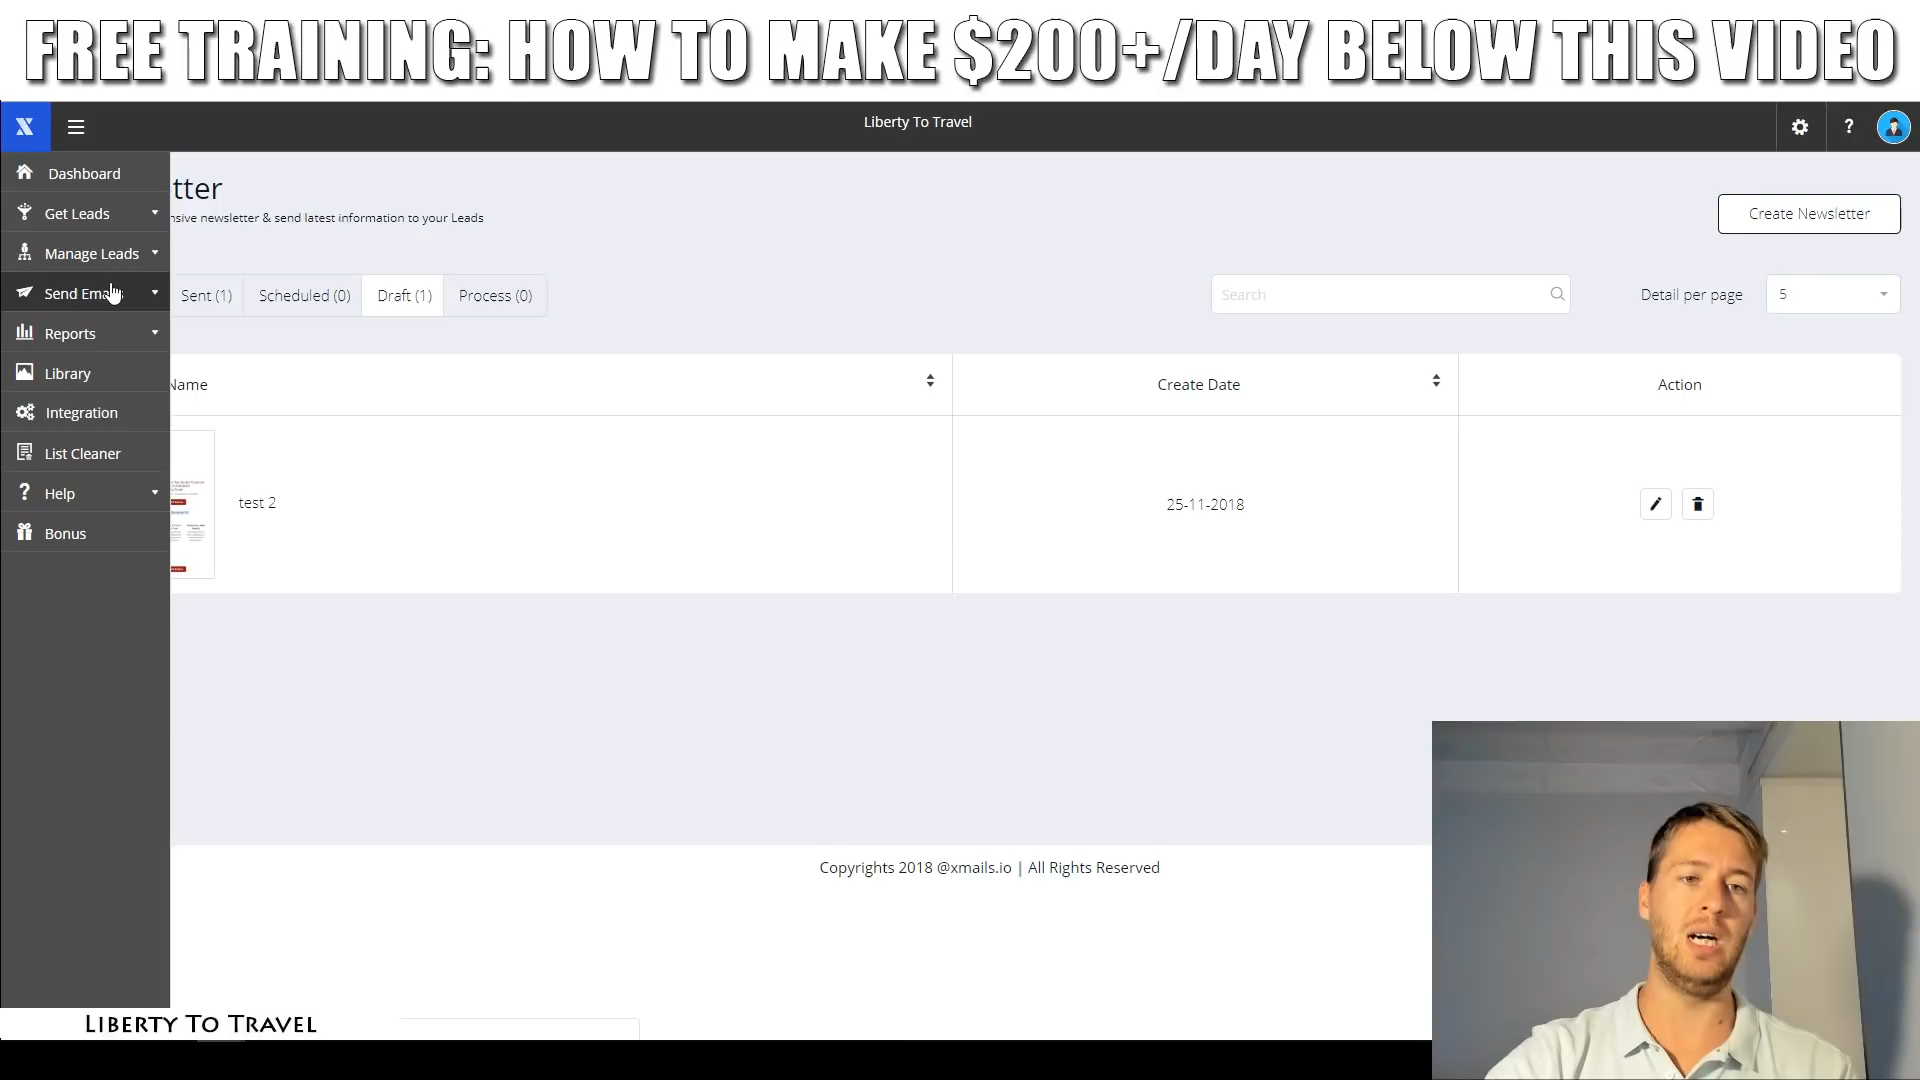 FREE TRAINING: HOW TO MAKE $200+/DAY BELOW THIS VIDEO
Liberty To Travel
?
Dashboard
tter
Get Leads
nsive newsletter & send latest information to your Leads
Create Newsletter
Manage Leads
Send Ema
Sent (1)
Scheduled (0)
Draft (1)
Process (0)
Search
Detail per page
5
Reports
Library
Name
Create Date
Action
Integration
List Cleaner
? Help
test 2
25-11-2018
Bonus
Copyrights 2018 @xmails.io | All Rights Reserved
LIBERTY TO TRAVEL